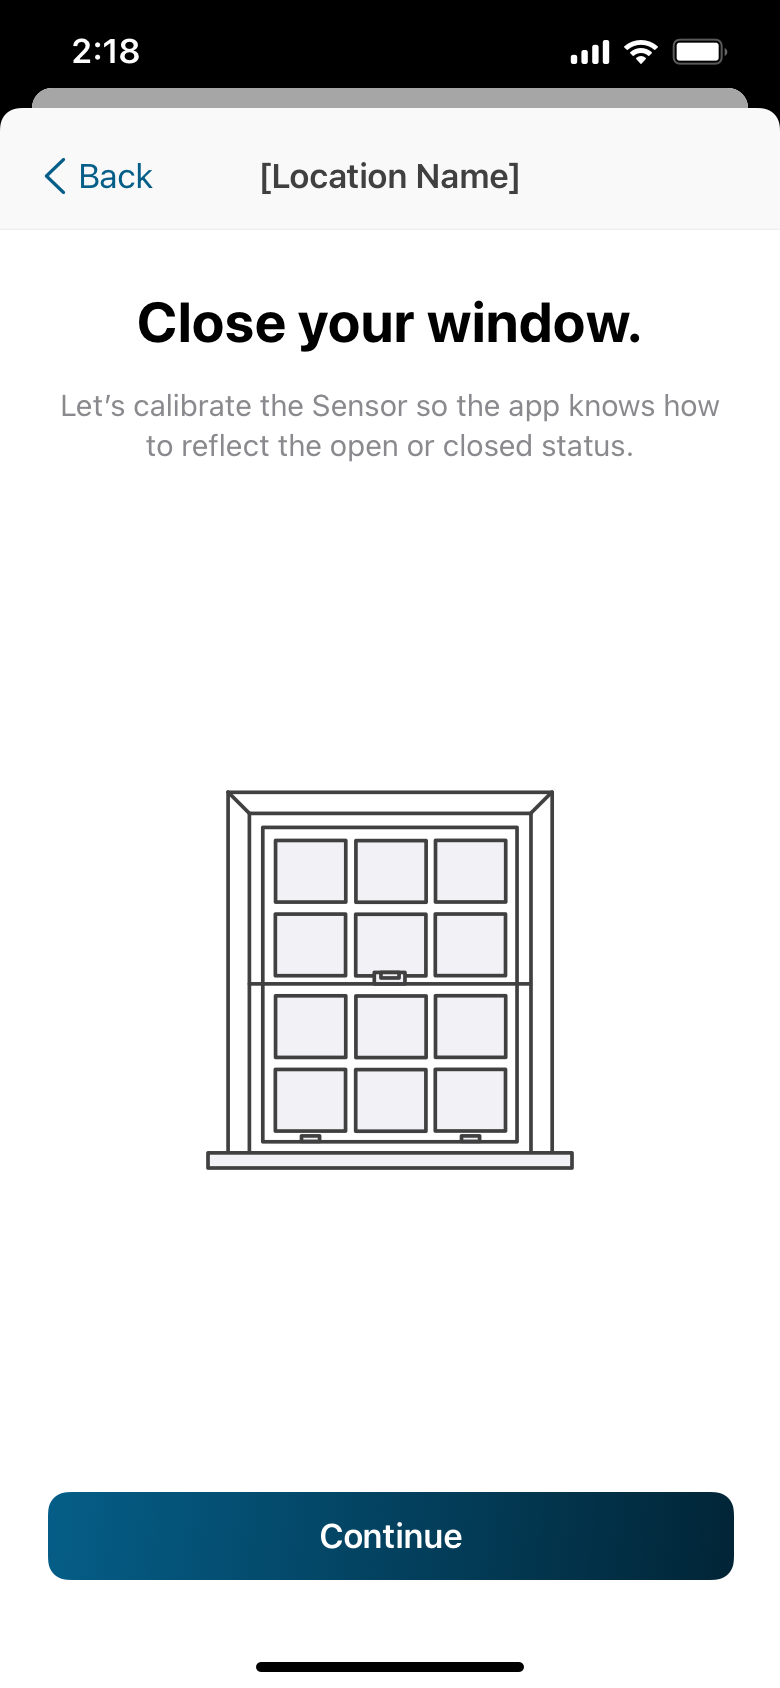 2:18
Back
[Location Name]
Close your window.
Let’s calibrate the Sensor so the app knows how
to reflect the open or closed status.
Continue